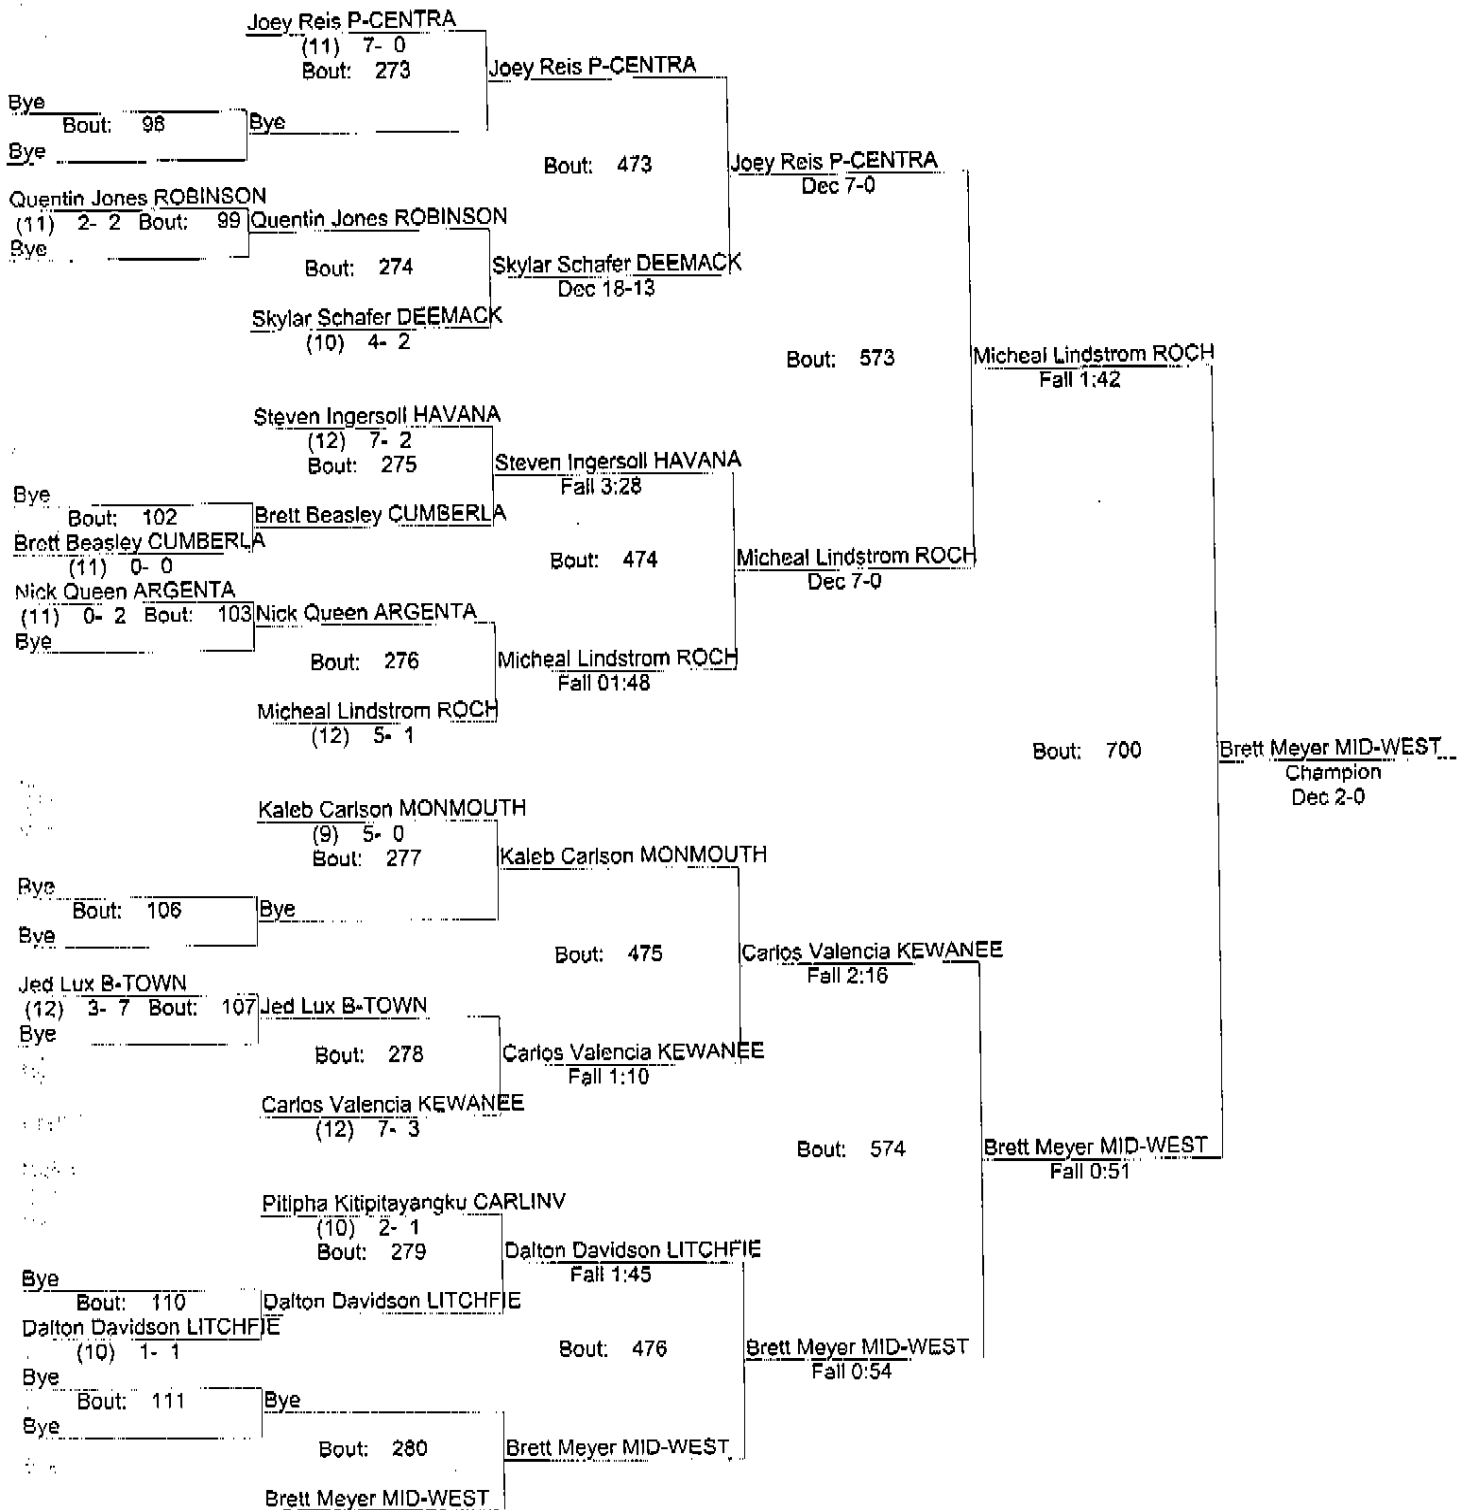 Joey Reis P-CENTRA
(11) 7- 0
Bout: 273
Joey Reis P-CENTRA
Bye
Bout: 98
Bye
Bye
Bout: 473
Joey Reis P-CENTRA
Dec 7-0
Quentin Jones ROBINSON
(11) 2- 2 Bout: 99
Quentin Jones ROBINSON
Bye
Bout: 274
Skylar Schafer DEEMACK
Dec 18-13
Skylar Schafer DEEMACK
(10) 4- 2
Bout: 573
Micheal Lindstrom ROCH
Fall 1:42
Steven Ingersoll HAVANA
(12) 7- 2
Bout: 275
Steven Ingersoll HAVANA
Fall 3:28
Bye
Bout: 102
Brett Beasley CUMBERLA
Brett Beasley CUMBERLA
(11) 0- 0
Bout: 474
Micheal Lindstrom ROCH
Dec 7-0
Nick Queen ARGENTA
(11) 0- 2 Bout: 103
Nick Queen ARGENTA
Bye
Bout: 276
Micheal Lindstrom ROCH
Fall 01:48
Micheal Lindstrom ROCH
(12) 5- 1
Bout: 700
Brett Meyer MID-WEST
Champion
Dec 2-0
Kaleb Carlson MONMOUTH
(9) 5- 0
Bout: 277
Kaleb Carlson MONMOUTH
Bye
Bout: 106
Bye
Bye
Bout: 475
Carlos Valencia KEWANEE
Fall 2:16
Jed Lux B-TOWN
(12) 3- 7 Bout: 107
Jed Lux B-TOWN
Bye
Bout: 278
Carlos Valencia KEWANEE
Fall 1:10
Carlos Valencia KEWANEE
(12) 7- 3
Bout: 574
Brett Meyer MID-WEST
Fall 0:51
Pitipha Kitipitayangku CARLINV
(10) 2- 1
Bout: 279
Dalton Davidson LITCHFIE
Fall 1:45
Bye
Bout: 110
Dalton Davidson LITCHFIE
Dalton Davidson LITCHFIE
(10) 1- 1
Bout: 476
Brett Meyer MID-WEST
Fall 0:54
Bye
Bout: 111
Bye
Bye
Bout: 280
Brett Meyer MID-WEST
Brett Meyer MID-WEST